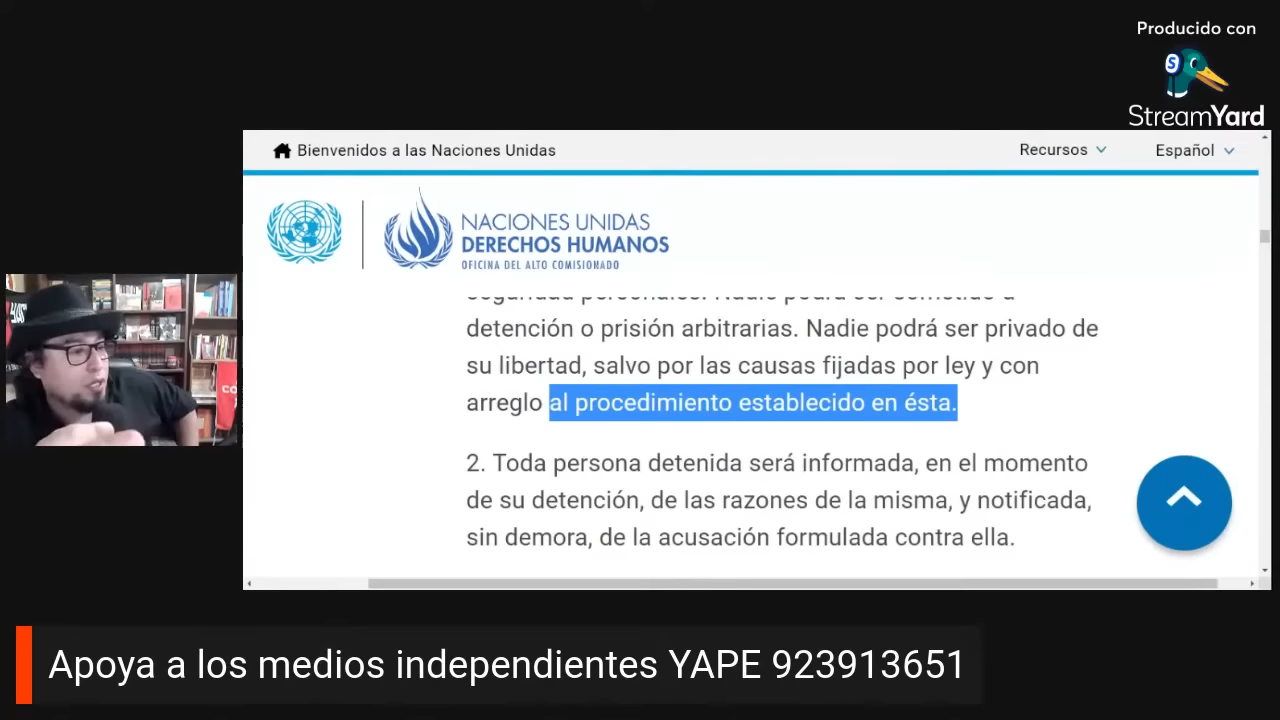 Producido con
StreamYard
Bienvenidos a las Naciones Unidas
Recursos
Español
NACIONES UNIDAS
DERECHOS HUMANOS
OFICINA DEL ALTO COMISIONADO
detención o prisión arbitrarias. Nadie podrá ser privado de
su libertad, salvo por las causas fijadas por ley y con
arreglo al procedimiento establecido en ésta.
2. Toda persona detenida será informada, en el momento
de su detención, de las razones de la misma, y notificada,
sin demora, de la acusación formulada contra ella.
Apoya a los medios independientes YAPE 923913651